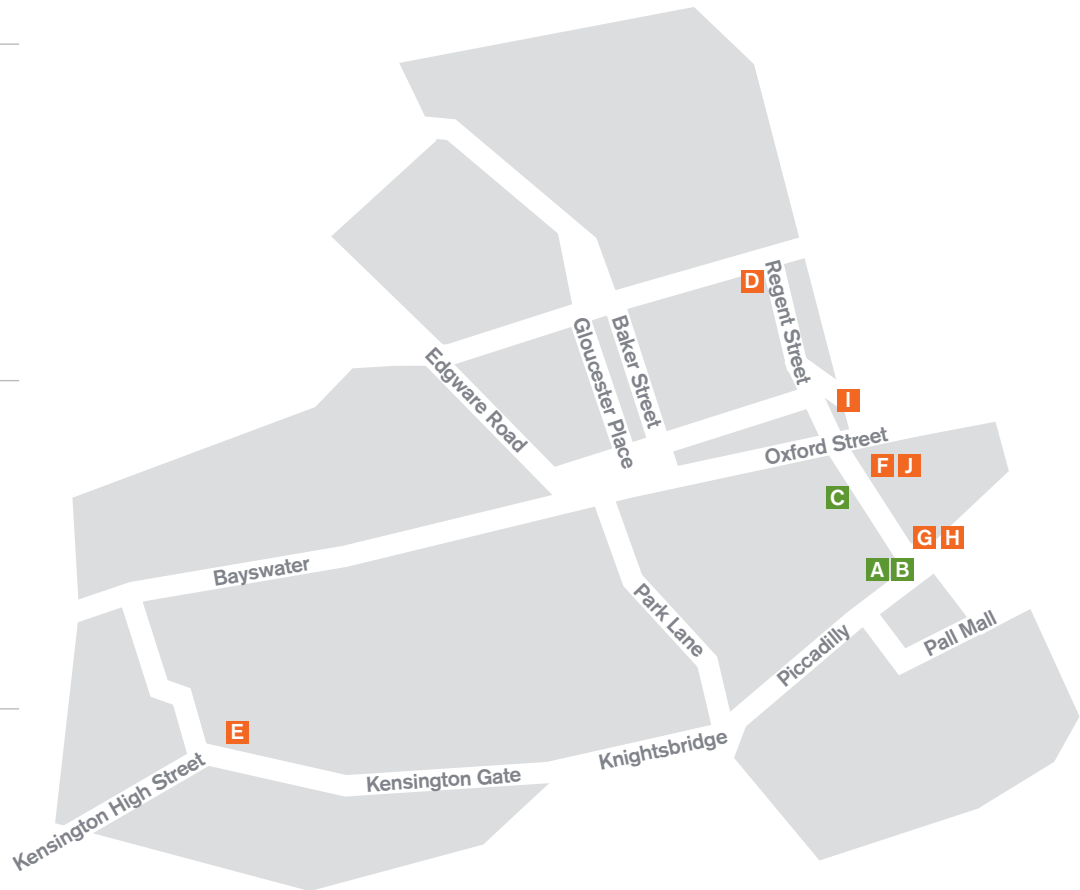 D
Regent Street
Gloucester Place
Baker Street
Edgware Road
I
Oxford Street
F J
C
G H
A B
Bayswater
Park Lane
Piccadilly
Pall Mall
E
Knightsbridge
Kensington Gate
Kensington High Street